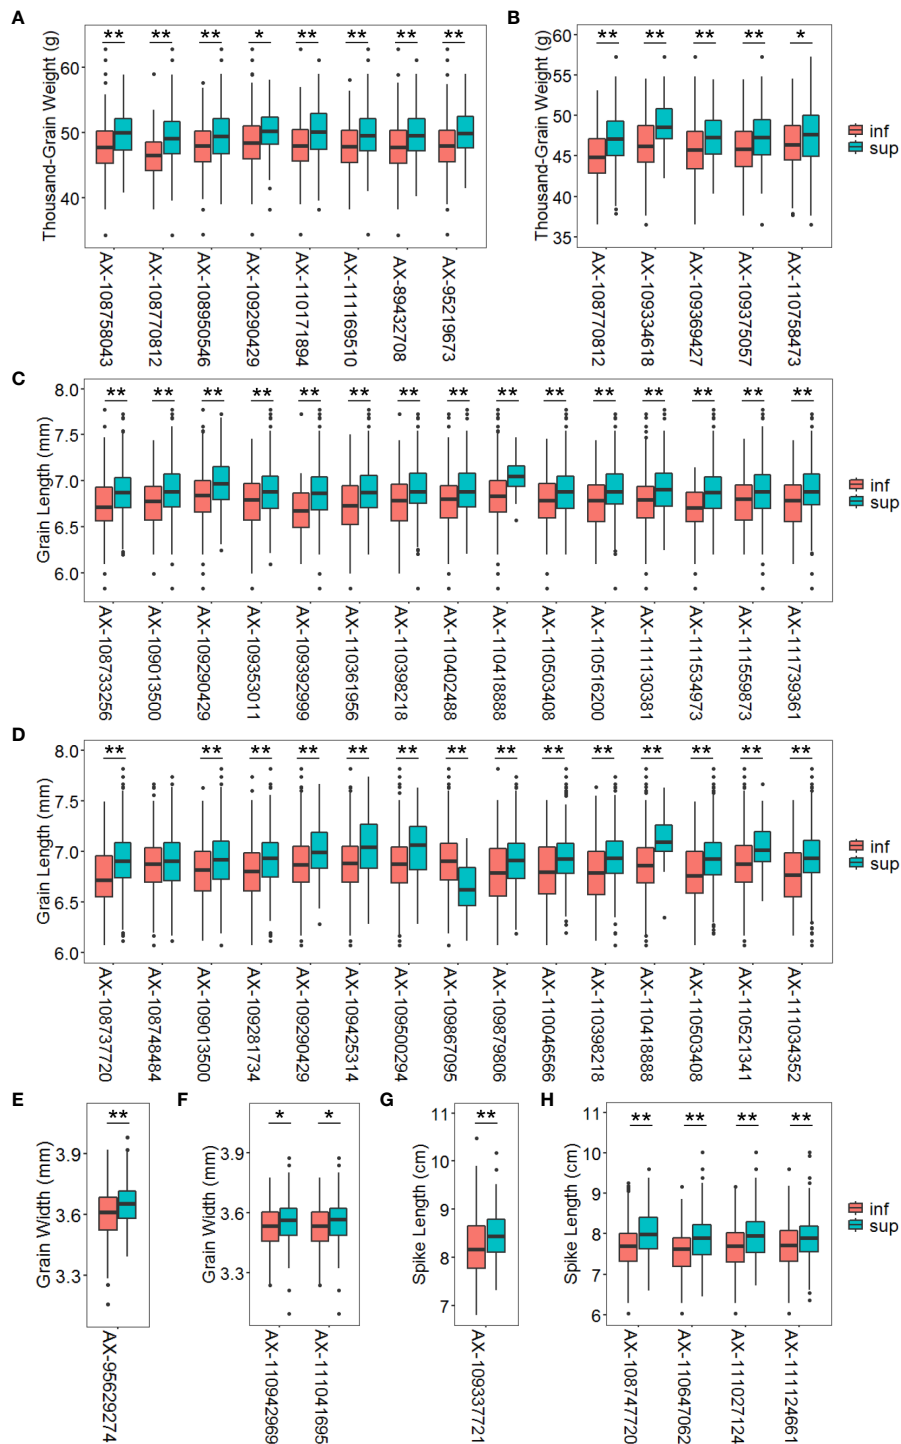 A
Thousand-Grain Weight (g)
60
50
40
** ** ** * ** ** ** **
AX-108758043
AX-108770812
AX-108950546
AX-109290429
AX-110171894
AX-111169510
AX-89432708
AX-95219673
B
Thousand-Grain Weight (g)
60
55
50
45
40
35
** ** ** ** *
AX-108770812
AX-109334618
AX-109369427
AX-109375057
AX-110758473
inf
sup
C
Grain Length (mm)
8.0
7.5
7.0
6.5
6.0
** ** ** ** ** ** ** ** ** ** ** ** ** ** **
AX-108733256
AX-109013500
AX-109290429
AX-109353011
AX-109392999
AX-110361956
AX-110398218
AX-110402488
AX-110418888
AX-110503408
AX-110516200
AX-111130381
AX-111534973
AX-111559873
AX-111739361
inf
sup
D
Grain Length (mm)
8.0
7.5
7.0
6.5
6.0
** ** ** ** ** ** ** ** ** ** ** ** ** **
AX-108737720
AX-108748484
AX-109013500
AX-109281734
AX-109290429
AX-109425314
AX-109500294
AX-109867095
AX-109879806
AX-110046566
AX-110398218
AX-110418888
AX-110503408
AX-110521341
AX-111034352
inf
sup
E
Grain Width (mm)
3.9
3.6
3.3
**
AX-95629274
F
Grain Width (mm)
3.9
3.6
3.3
* *
AX-110942969
AX-111041695
G
Spike Length (cm)
11
10
9
8
7
**
AX-109337721
H
Spike Length (cm)
11
10
9
8
7
6
** ** ** **
AX-108747720
AX-110647062
AX-111027124
AX-111124661
inf
sup